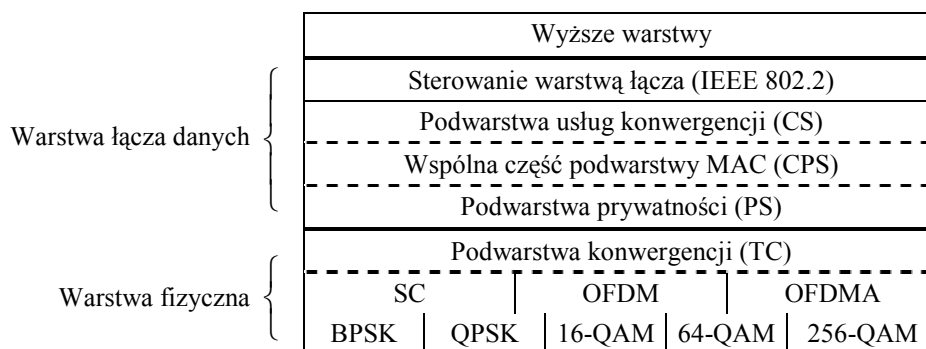 Wyższe warstwy
Sterowanie warstwą łącza (IEEE 802.2)
Podwarstwa usług konwergencji (CS)
Warstwa łącza danych
Wspólna część podwarstwy MAC (CPS)
Podwarstwa prywatności (PS)
Podwarstwa konwergencji (TC)
Warstwa fizyczna
SC OFDM OFDMA
BPSK QPSK 16-QAM 64-QAM 256-QAM